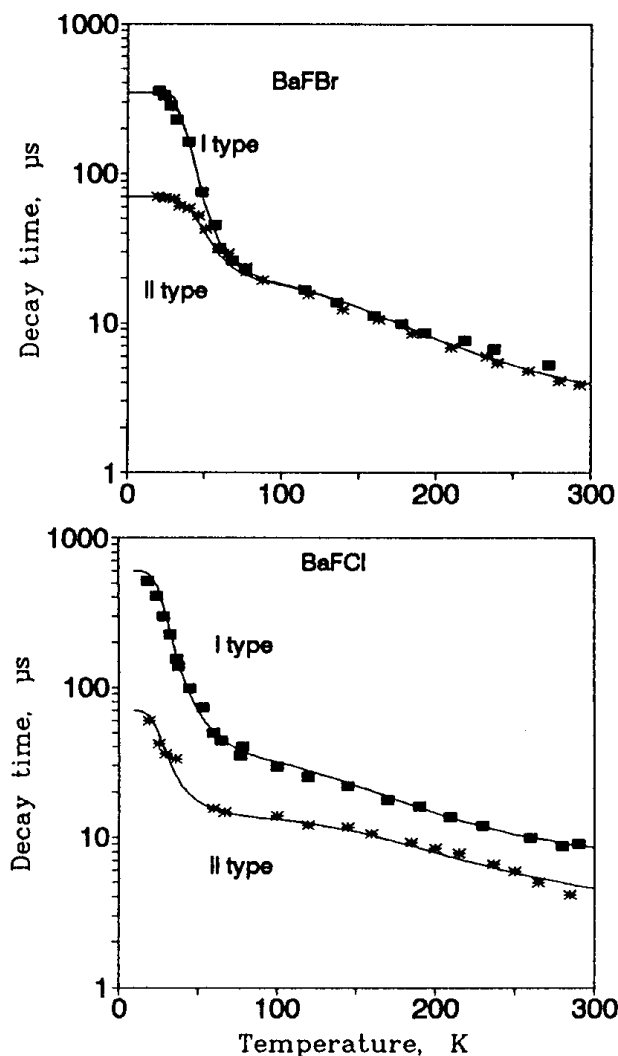 1000
BaFBr
I type
100
Decay time, μs
II type
10
1
0
100
200
300
1000
BaFCl
I type
100
Decay time, μs
10
II type
1
0
100
200
300
Temperature, K